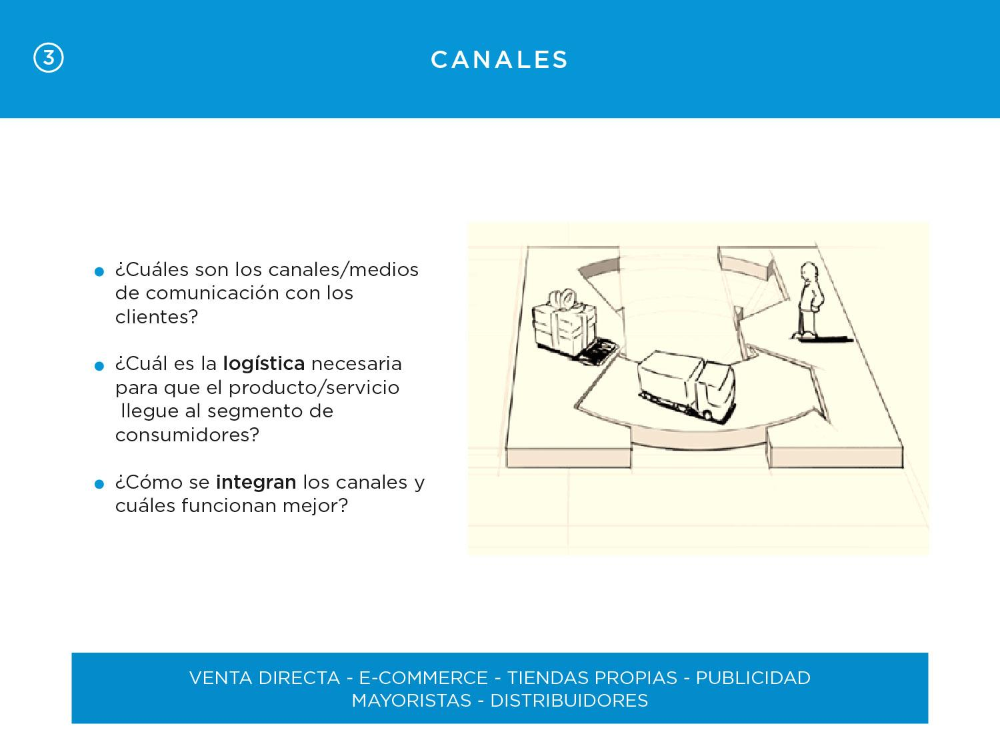 3
CANALES
¿Cuáles son los canales/medios
de comunicación con los
clientes?
¿Cuál es la logística necesaria
para que el producto/servicio
llegue al segmento de
consumidores?
¿Cómo se integran los canales y
cuáles funcionan mejor?
VENTA DIRECTA - E-COMMERCE - TIENDAS PROPIAS - PUBLICIDAD
MAYORISTAS - DISTRIBUIDORES